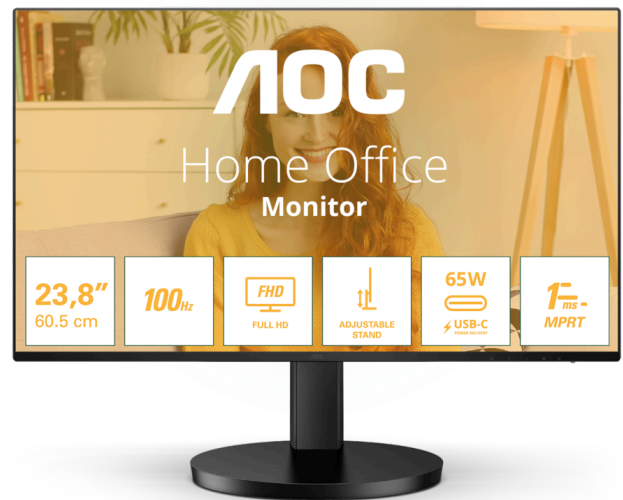 AOC
Home Office
Monitor
23,8”
60.5 cm
100Hz
FHD
FULL HD
ADJUSTABLE
STAND
65W
USB-C
POWER DELIVERY
1ms -
MPRT
AOC